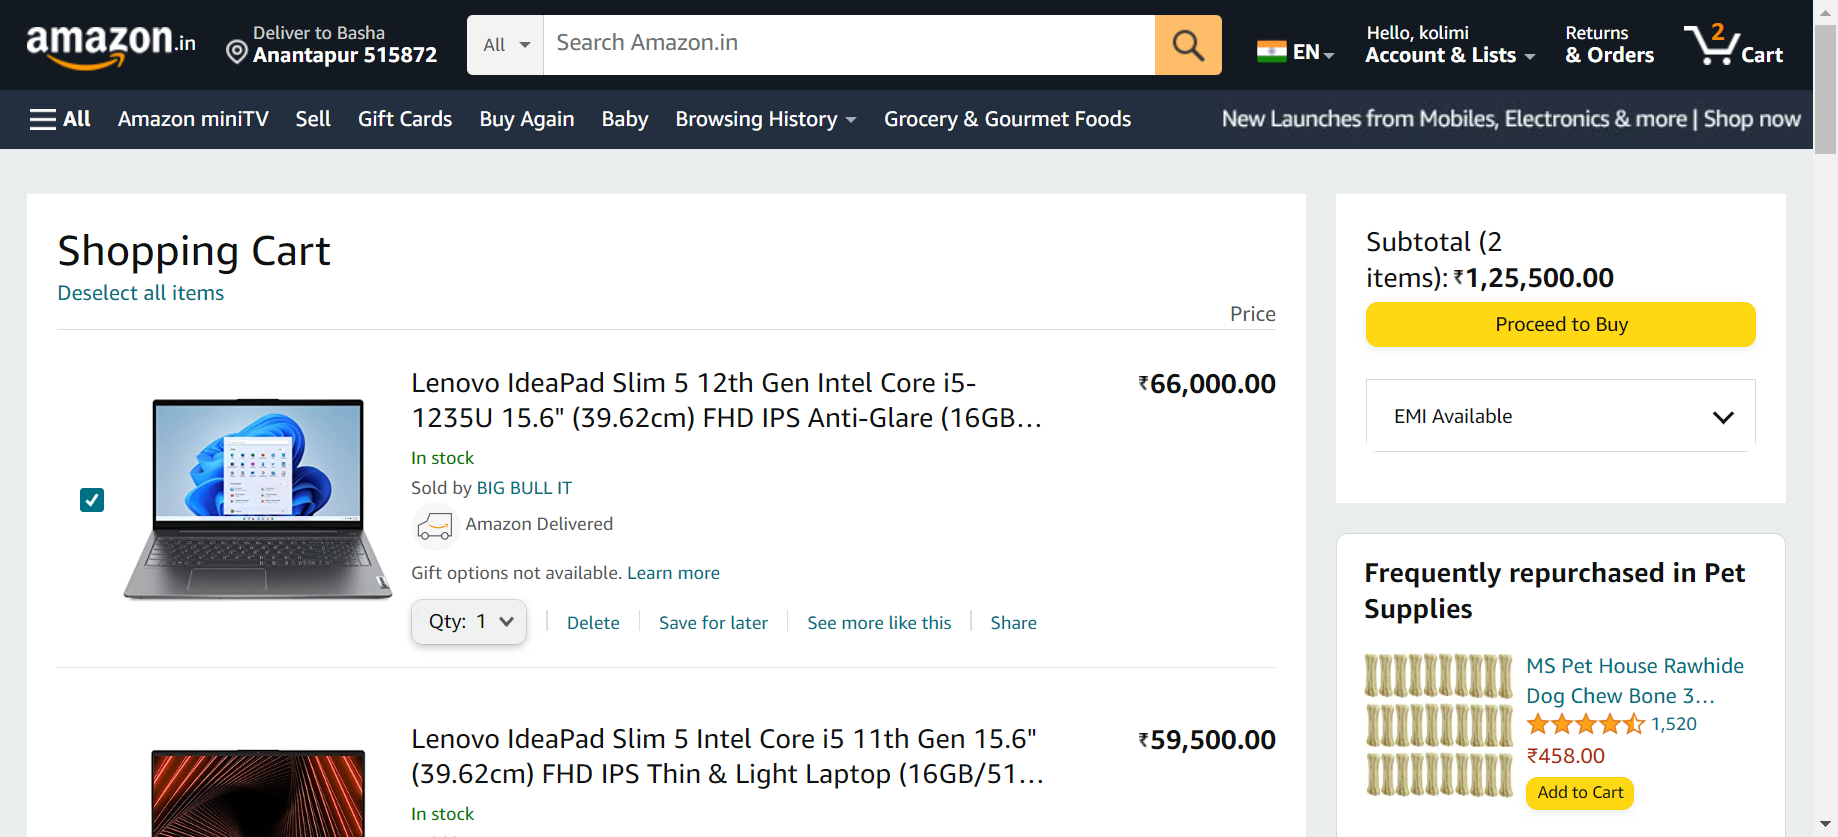 amazon.in
Deliver to Basha
Anantapur 515872
All
Search Amazon.in
EN
Hello, kolimi
Account & Lists
Returns
& Orders
2
Cart
All
Amazon miniTV
Sell
Gift Cards
Buy Again
Baby
Browsing History
Grocery & Gourmet Foods
New Launches from Mobiles, Electronics & more | Shop now
Shopping Cart
Deselect all items
Price
Lenovo IdeaPad Slim 5 12th Gen Intel Core i5-
1235U 15.6" (39.62cm) FHD IPS Anti-Glare (16GB...
₹66,000.00
In stock
Sold by BIG BULL IT
Amazon Delivered
Gift options not available. Learn more
Qty: 1
Delete
Save for later
See more like this
Share
Lenovo IdeaPad Slim 5 Intel Core i5 11th Gen 15.6"
(39.62cm) FHD IPS Thin & Light Laptop (16GB/51...
₹59,500.00
In stock
Subtotal (2
items): ₹1,25,500.00
Proceed to Buy
EMI Available
Frequently repurchased in Pet
Supplies
MS Pet House Rawhide
Dog Chew Bone 3...
1,520
₹458.00
Add to Cart